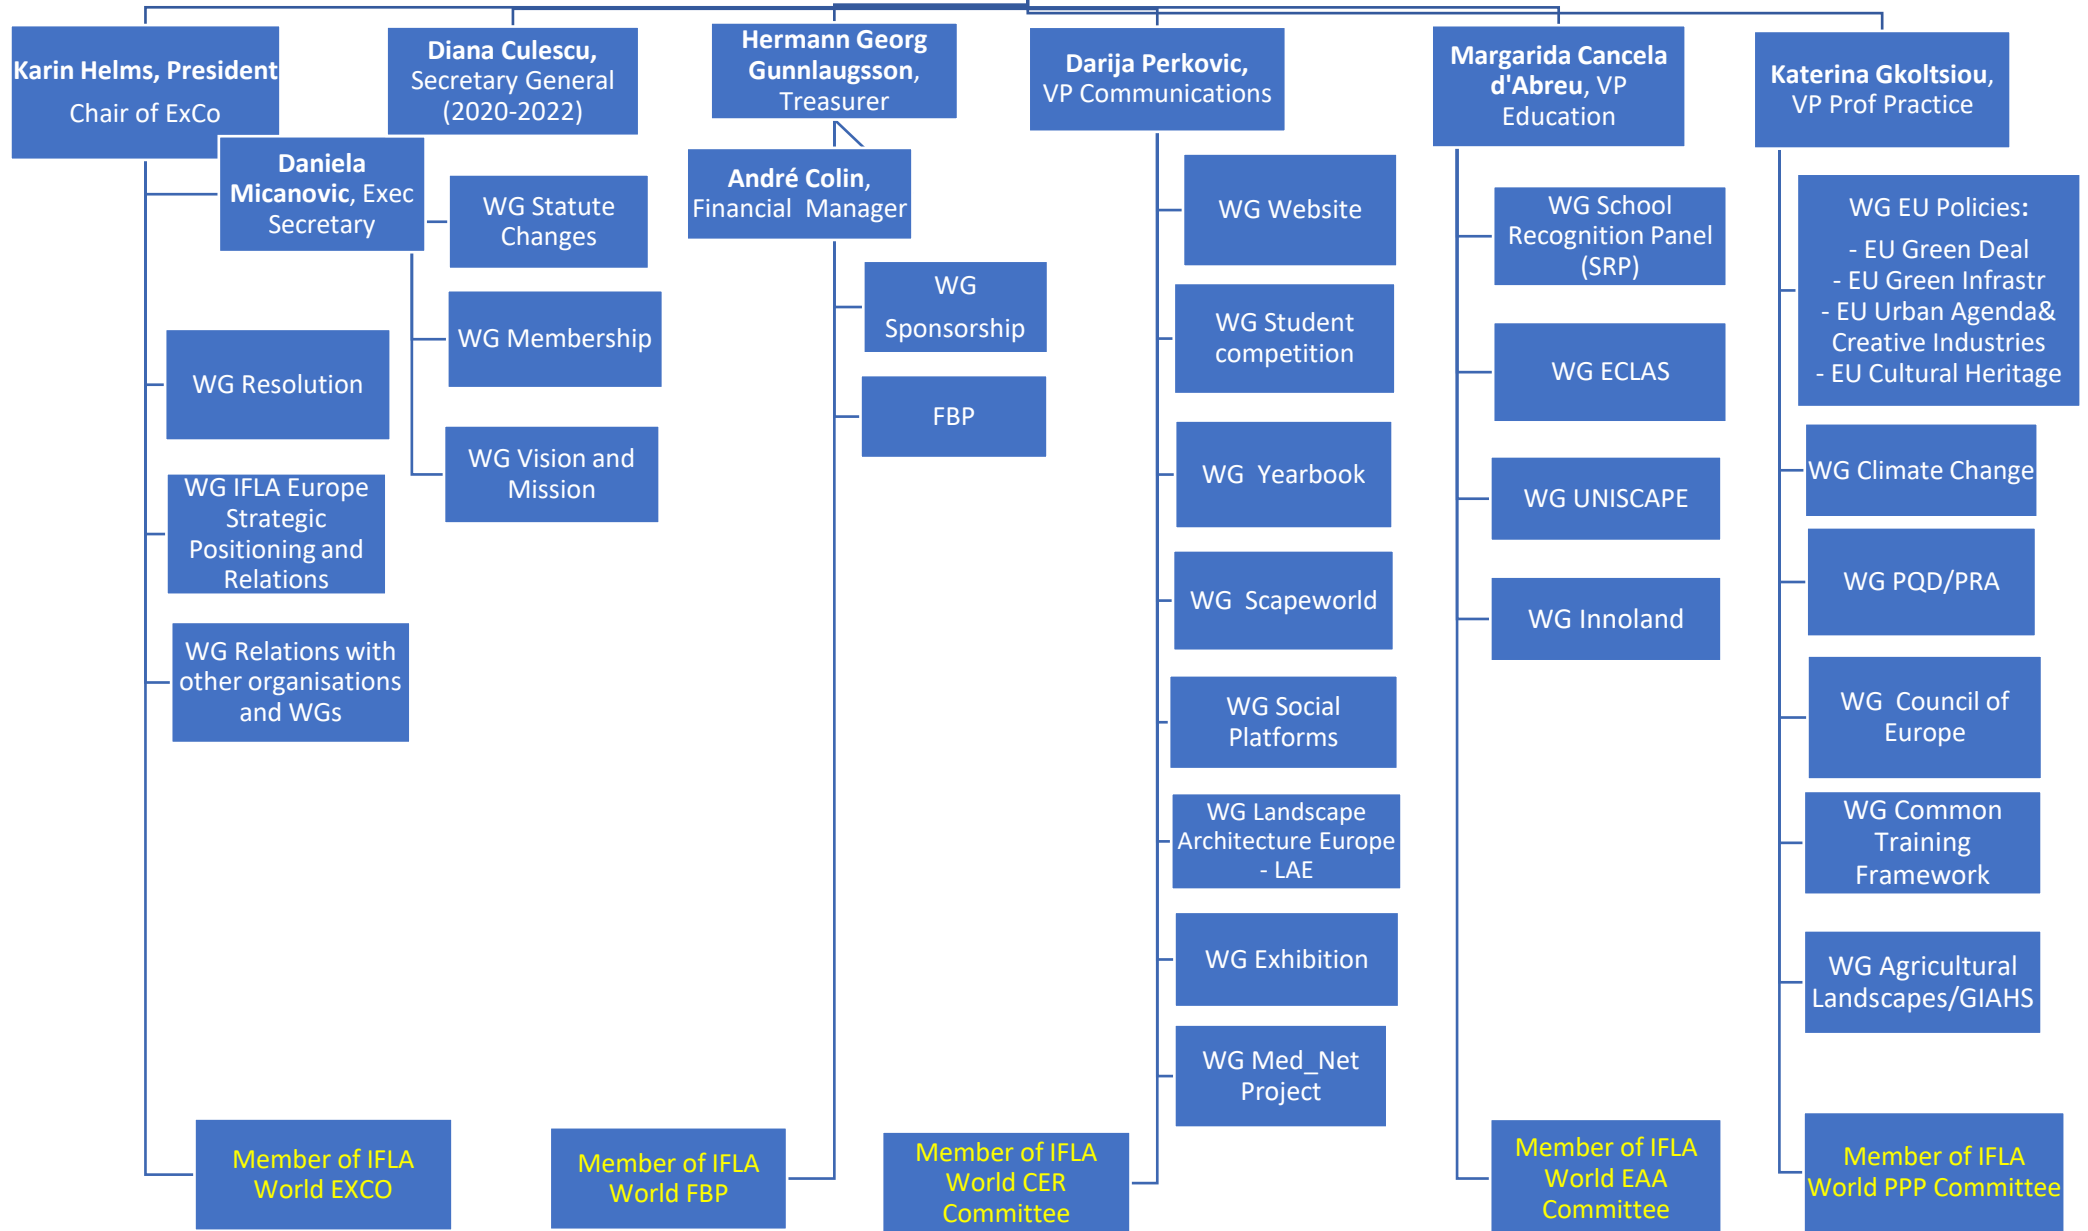 Karin Helms, President
Chair of ExCo
Daniela
Micanovic, Exec
Secretary
WG Resolution
WG IFLA Europe
Strategic
Positioning and
Relations
WG Relations with
other organisations
and WGs
Member of IFLA
World EXCO
Diana Culescu,
Secretary General
(2020-2022)
WG Statute
Changes
WG Membership
WG Vision and
Mission
Hermann Georg
Gunnlaugsson,
Treasurer
André Colin,
Financial Manager
WG
Sponsorship
FBP
Member of IFLA
World FBP
Darija Perkovic,
VP Communications
WG Website
WG Student
competition
WG Yearbook
WG Scapeworld
WG Social
Platforms
WG Landscape
Architecture Europe
- LAE
WG Exhibition
WG Med_Net
Project
Member of IFLA
World CER
Committee
Margarida Cancela
d'Abreu, VP
Education
WG School
Recognition Panel
(SRP)
WG ECLAS
WG UNISCAPE
WG Innoland
Member of IFLA
World EAA
Committee
Katerina Gkoltsiou,
VP Prof Practice
WG EU Policies:
- EU Green Deal
- EU Green Infrastr
- EU Urban Agenda&
Creative Industries
- EU Cultural Heritage
WG Climate Change
WG PQD/PRA
WG Council of
Europe
WG Common
Training
Framework
WG Agricultural
Landscapes/GIAHS
Member of IFLA
World PPP Committee